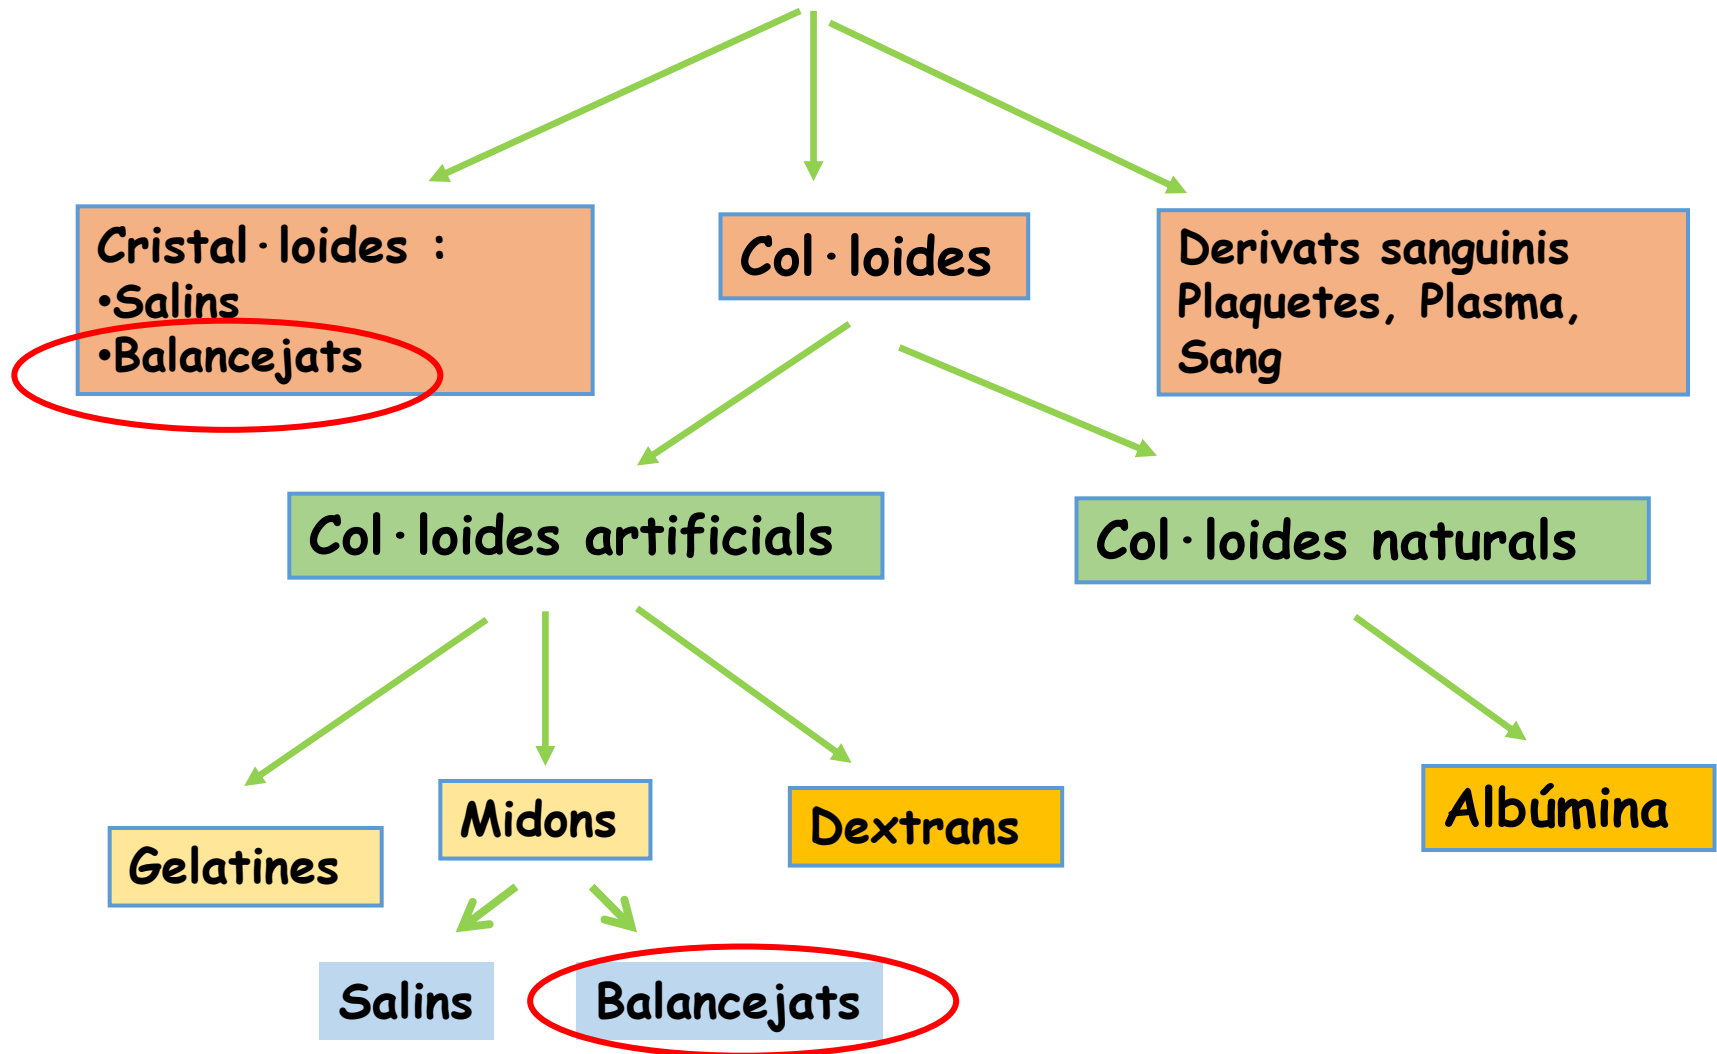 Cristal·loides :
•Salins
•Balancejats
Col·loides
Derivats sanguinis
Plaquetes, Plasma,
Sang
Col·loides artificials
Col·loides naturals
Gelatines
Midons
Dextrans
Albúmina
Salins
Balancejats